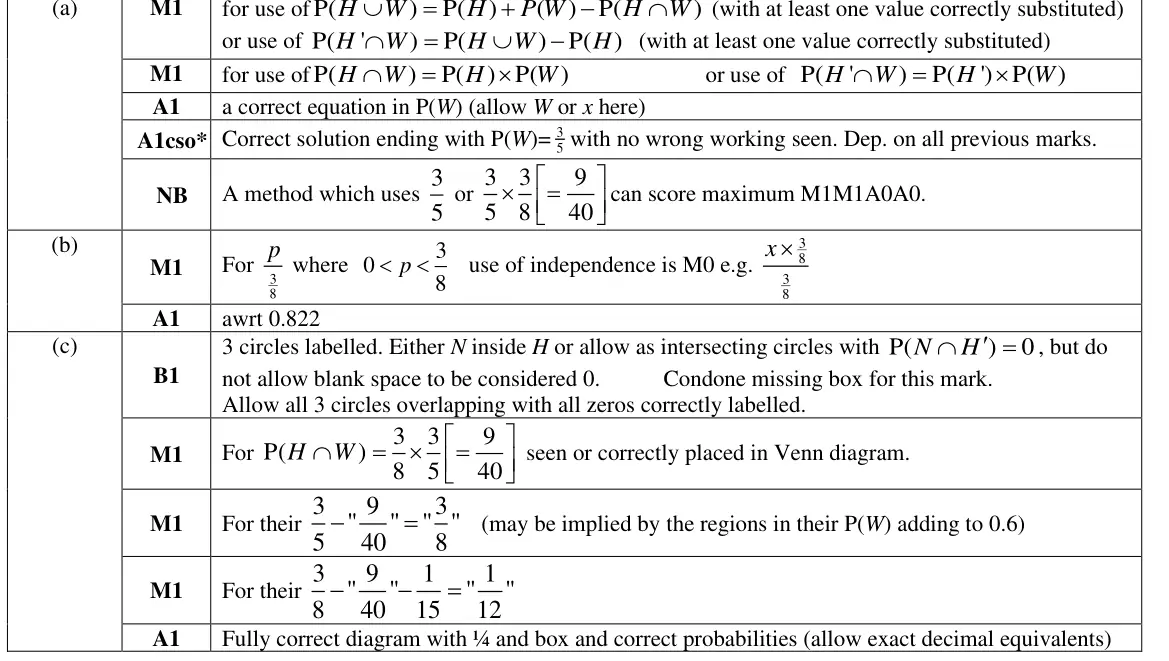 (a) M1 for use of P(H ∪ W) = P(H) + P(W) − P(H ∩ W) (with at least one value correctly substituted)
or use of P(H ' ∩ W) = P(H ∪ W) − P(H) (with at least one value correctly substituted)
M1 for use of P(H ∩ W) = P(H) × P(W) or use of P(H ' ∩ W) = P(H ') × P(W)
A1 a correct equation in P(W) (allow W or x here)
A1cso* Correct solution ending with P(W)= 3/5 with no wrong working seen. Dep. on all previous marks.
NB A method which uses 3/5 or 3/5 × 3/8 [= 9/40] can score maximum M1M1A0A0.
(b) M1 For p/(3/8) where 0 < p < 3/8 use of independence is M0 e.g. (x × 3/8)/(3/8)
A1 awrt 0.822
(c) B1 3 circles labelled. Either N inside H or allow as intersecting circles with P(N ∩ H′) = 0 , but do
not allow blank space to be considered 0. Condone missing box for this mark.
Allow all 3 circles overlapping with all zeros correctly labelled.
M1 For P(H ∩ W) = 3/8 × 3/5 [= 9/40] seen or correctly placed in Venn diagram.
M1 For their 3/5 − "9/40" = "3/8" (may be implied by the regions in their P(W) adding to 0.6)
M1 For their 3/8 − "9/40" − 1/15 = "1/12"
A1 Fully correct diagram with ¼ and box and correct probabilities (allow exact decimal equivalents)